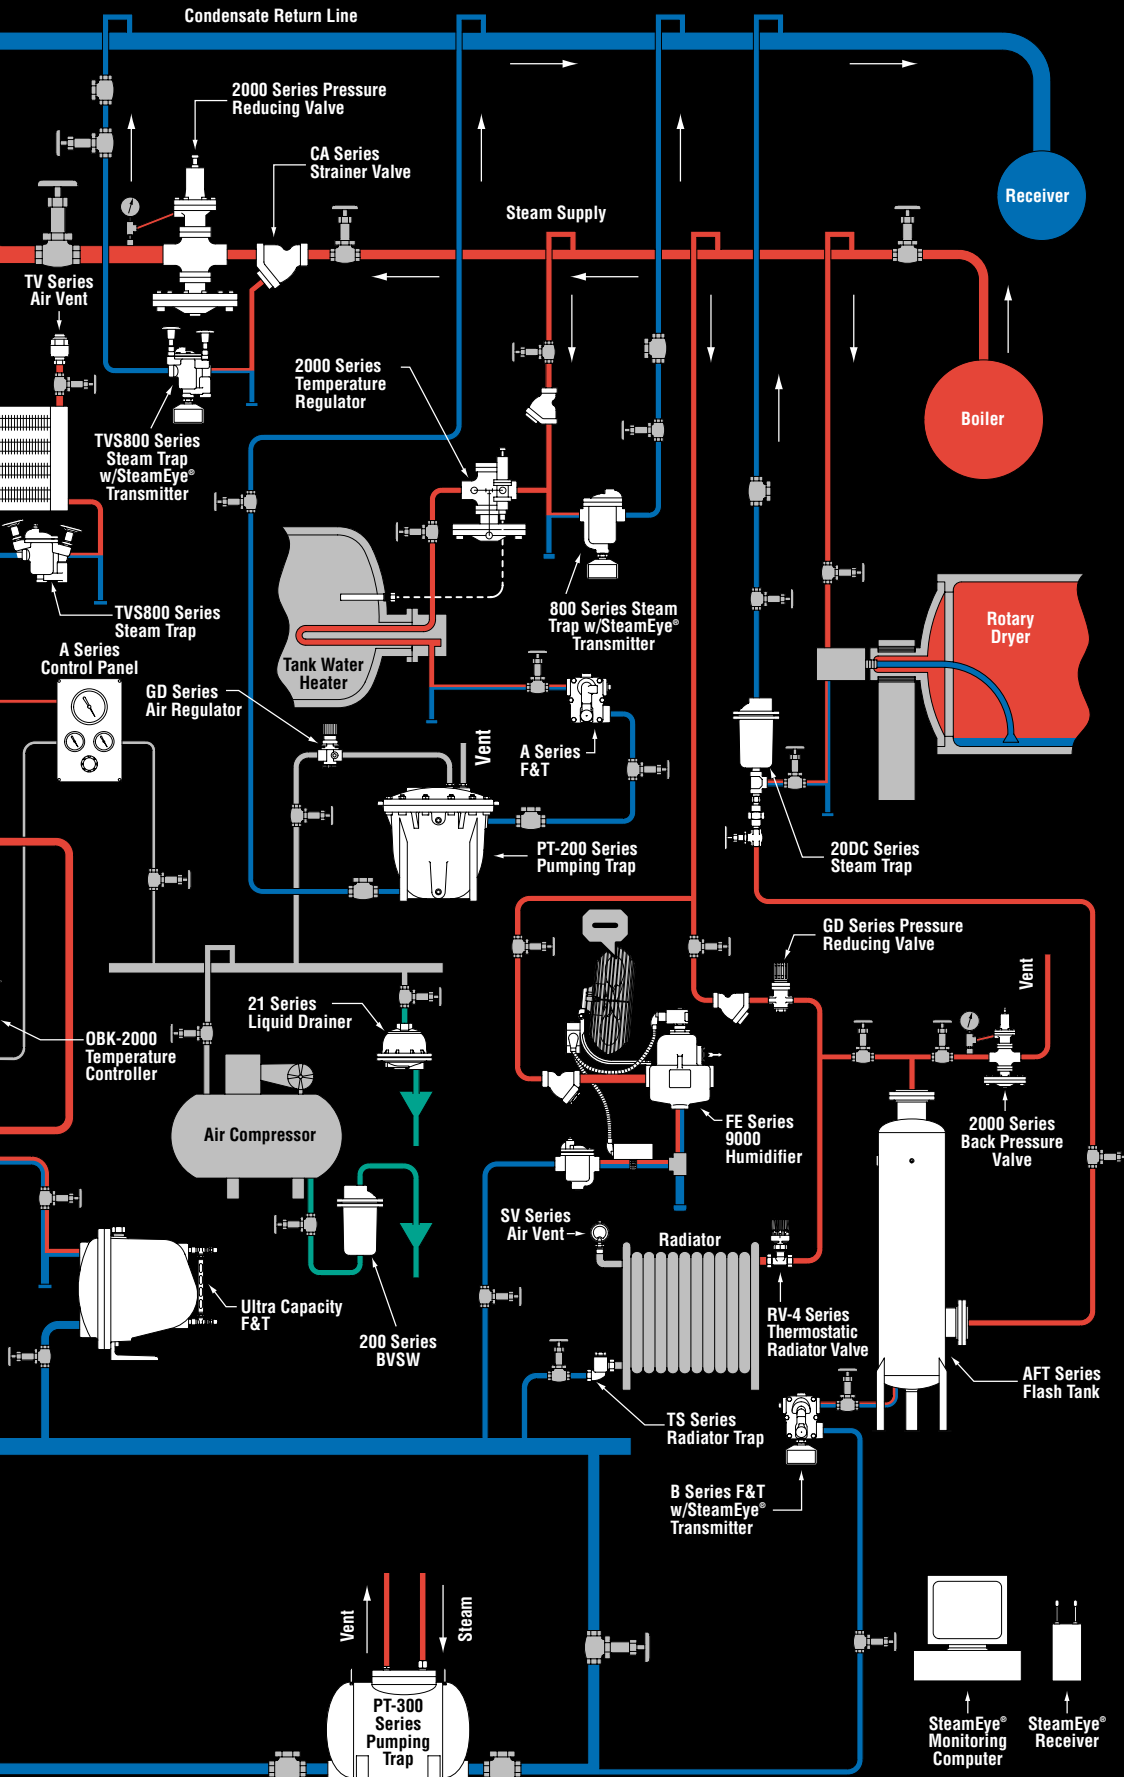 Condensate Return Line
2000 Series Pressure
Reducing Valve
CA Series
Strainer Valve
Receiver
Steam Supply
TV Series
Air Vent
2000 Series
Temperature
Regulator
Boiler
TVS800 Series
Steam Trap
w/SteamEye®
Transmitter
TVS800 Series
Steam Trap
800 Series Steam
Trap w/SteamEye®
Transmitter
Rotary
Dryer
A Series
Control Panel
Tank Water
Heater
GD Series
Air Regulator
Vent
A Series
F&T
PT-200 Series
Pumping Trap
20DC Series
Steam Trap
GD Series Pressure
Reducing Valve
Vent
21 Series
Liquid Drainer
OBK-2000
Temperature
Controller
Air Compressor
FE Series
9000
Humidifier
2000 Series
Back Pressure
Valve
SV Series
Air Vent
Radiator
Ultra Capacity
F&T
200 Series
BVSW
RV-4 Series
Thermostatic
Radiator Valve
AFT Series
Flash Tank
TS Series
Radiator Trap
B Series F&T
w/SteamEye®
Transmitter
Vent
Steam
PT-300
Series
Pumping
Trap
SteamEye®
Monitoring
Computer
SteamEye®
Receiver